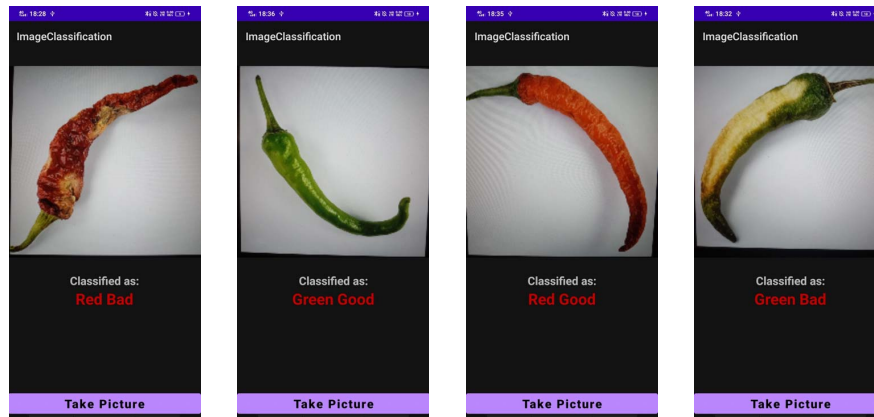 18:28
ImageClassification
Classified as:
Red Bad
Take Picture
18:36
ImageClassification
Classified as:
Green Good
Take Picture
18:35
ImageClassification
Classified as:
Red Good
Take Picture
18:32
ImageClassification
Classified as:
Green Bad
Take Picture